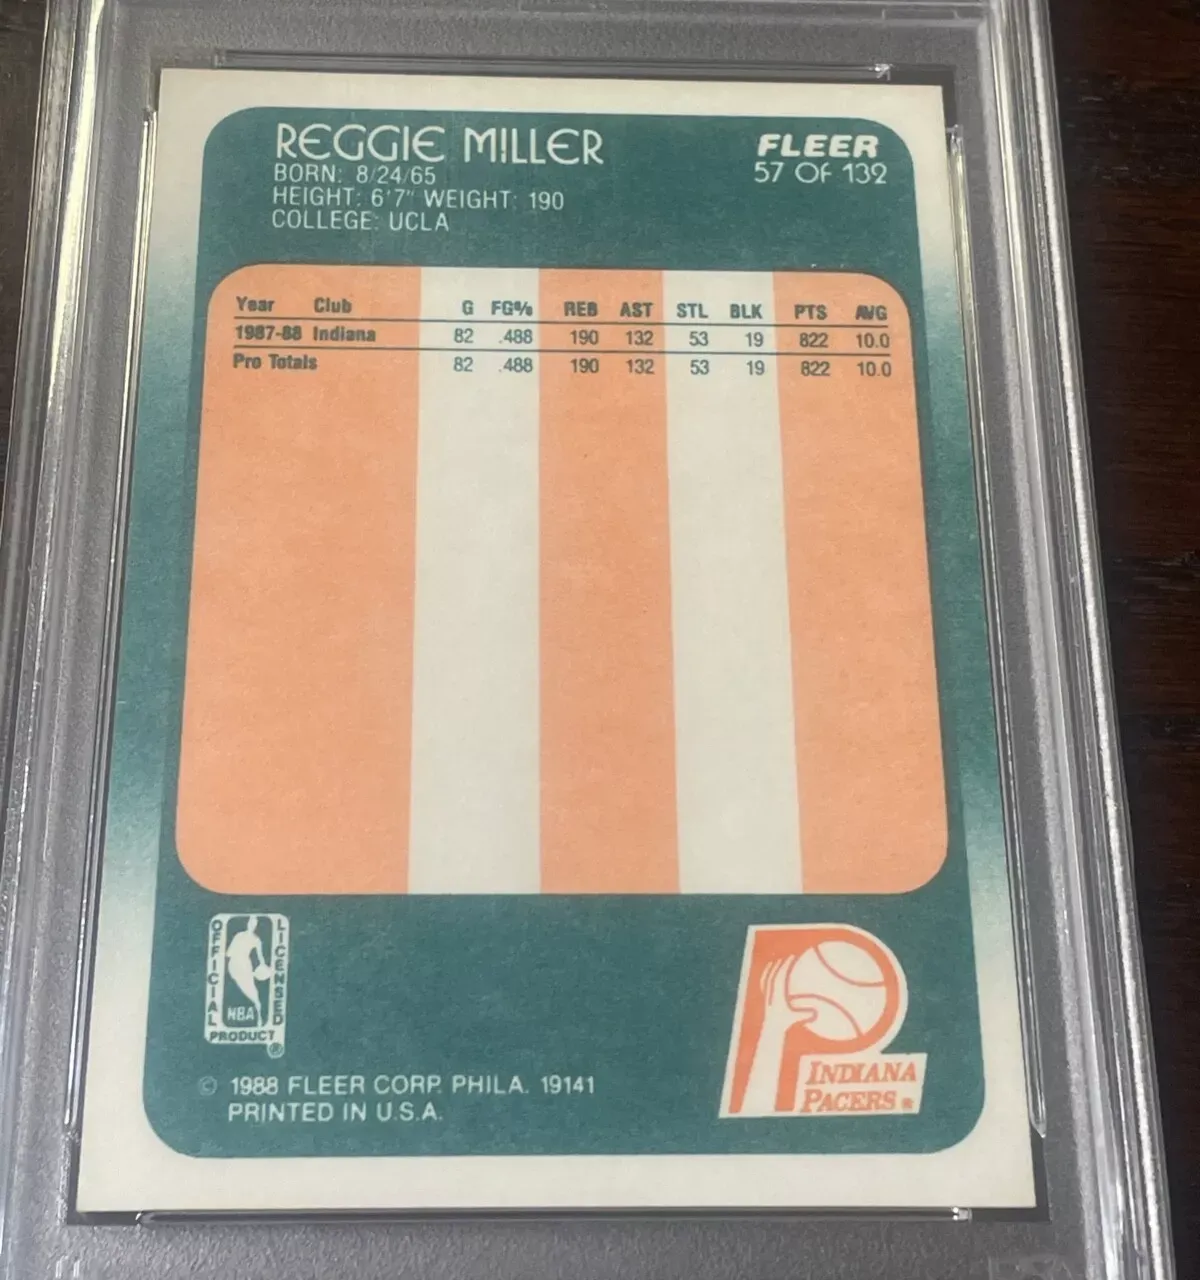 REGGIE MILLER
BORN: 8/24/65
HEIGHT: 6'7" WEIGHT: 190
COLLEGE: UCLA
FLEER
57 OF 132
Year Club G FG% REB AST STL BLK PTS AVG
1987-88 Indiana 82 .488 190 132 53 19 822 10.0
Pro Totals 82 .488 190 132 53 19 822 10.0
OFFICIAL LICENSED
NBA
PRODUCT ®
© 1988 FLEER CORP. PHILA. 19141
PRINTED IN U.S.A.
INDIANA
PACERS ®